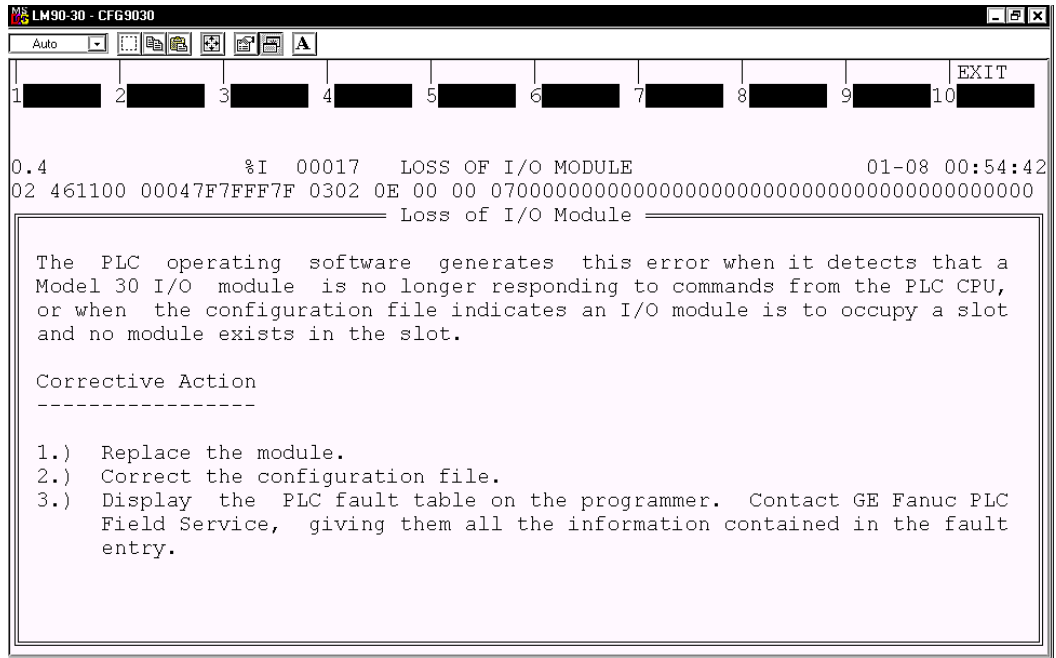 LM90-30 - CFG9030
Auto
A
EXIT
1 2 3 4 5 6 7 8 9 10
0.4 %I 00017 LOSS OF I/O MODULE 01-08 00:54:42
02 461100 00047F7FFF7F 0302 0E 00 00 070000000000000000000000000000000000000000
Loss of I/O Module
The PLC operating software generates this error when it detects that a
Model 30 I/O module is no longer responding to commands from the PLC CPU,
or when the configuration file indicates an I/O module is to occupy a slot
and no module exists in the slot.
Corrective Action
-----------------
1.) Replace the module.
2.) Correct the configuration file.
3.) Display the PLC fault table on the programmer. Contact GE Fanuc PLC
Field Service, giving them all the information contained in the fault
entry.